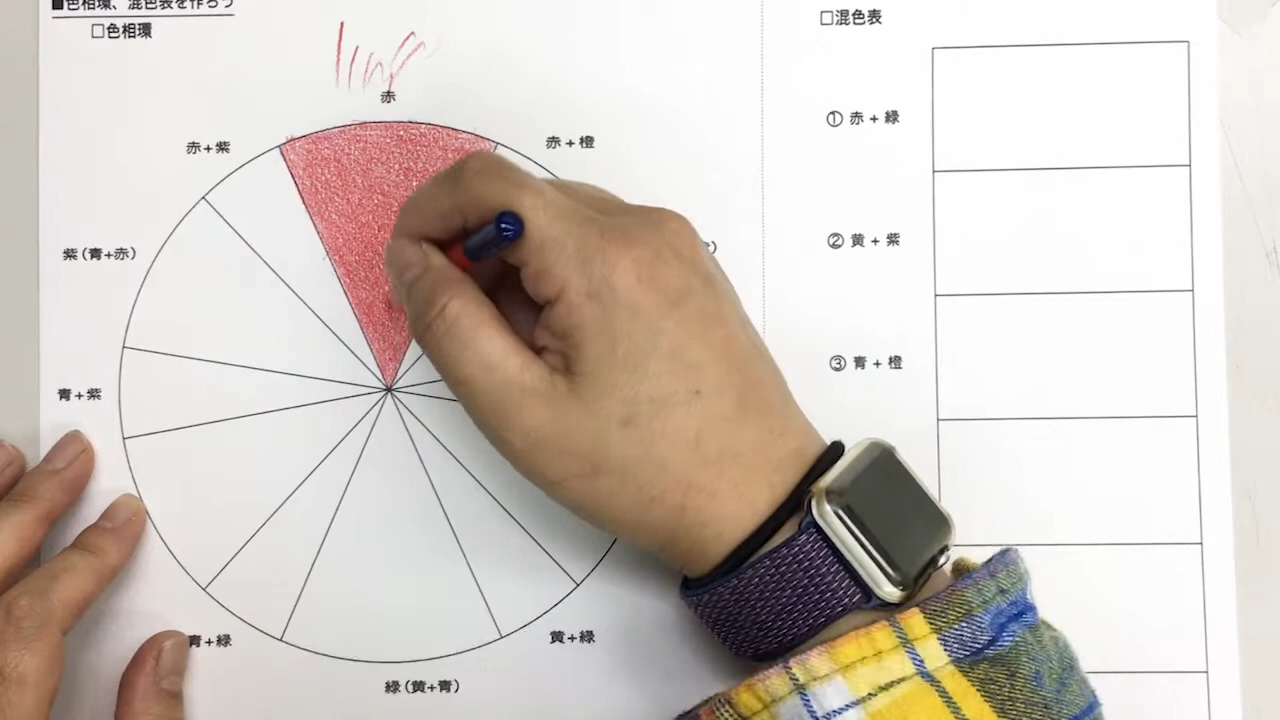 ■色相環、混色表を作ろう
□色相環
赤
赤+紫
赤+橙
紫(青+赤)
青+紫
青+緑
黄+緑
緑(黄+青)
□混色表
① 赤+緑
② 黄+紫
③ 青+橙